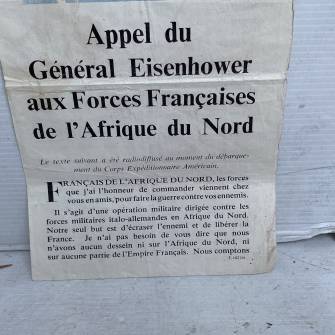 Appel du
Général Eisenhower
aux Forces Françaises
de l'Afrique du Nord
Le texte suivant a été radiodiffusé au moment du débarque-
ment du Corps Expéditionnaire Américain.
FRANÇAIS DE L'AFRIQUE DU NORD, les forces
que j'ai l'honneur de commander viennent chez
vous en amis, pour faire la guerre contre vos ennemis.
Il s'agit d'une opération militaire dirigée contre les
forces militaires italo-allemandes en Afrique du Nord.
Notre seul but est d'écraser l'ennemi et de libérer la
France. Je n'ai pas besoin de vous dire que nous
n'avons aucun dessein ni sur l'Afrique du Nord, ni
sur aucune partie de l'Empire Français. Nous comptons